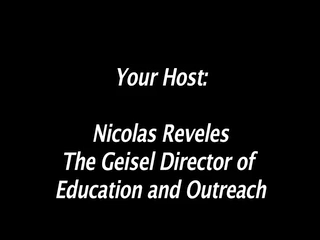 Your Host:
Nicolas Reveles
The Geisel Director of
Education and Outreach